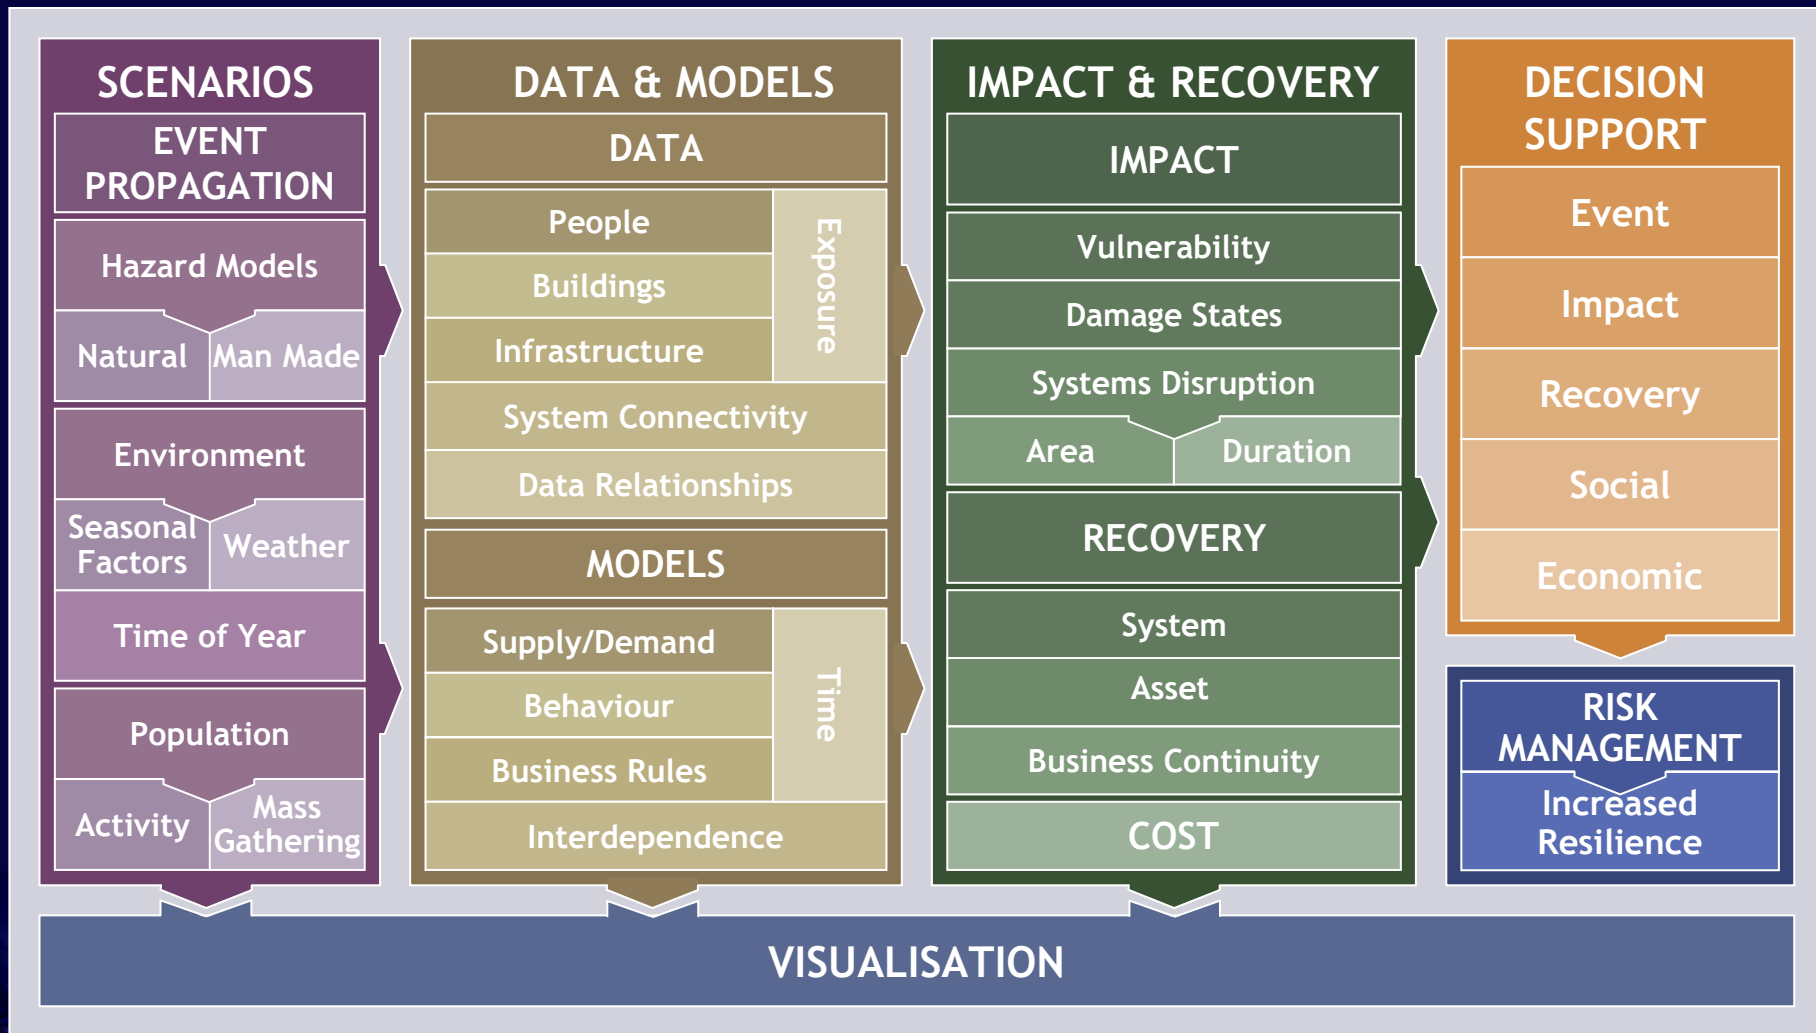 SCENARIOS
EVENT
PROPAGATION
Hazard Models
Natural
Man Made
Environment
Seasonal
Factors
Weather
Time of Year
Population
Activity
Mass
Gathering
DATA & MODELS
DATA
People
Buildings
Infrastructure
Exposure
System Connectivity
Data Relationships
MODELS
Supply/Demand
Behaviour
Business Rules
Time
Interdependence
IMPACT & RECOVERY
IMPACT
Vulnerability
Damage States
Systems Disruption
Area
Duration
RECOVERY
System
Asset
Business Continuity
COST
DECISION
SUPPORT
Event
Impact
Recovery
Social
Economic
RISK
MANAGEMENT
Increased
Resilience
VISUALISATION